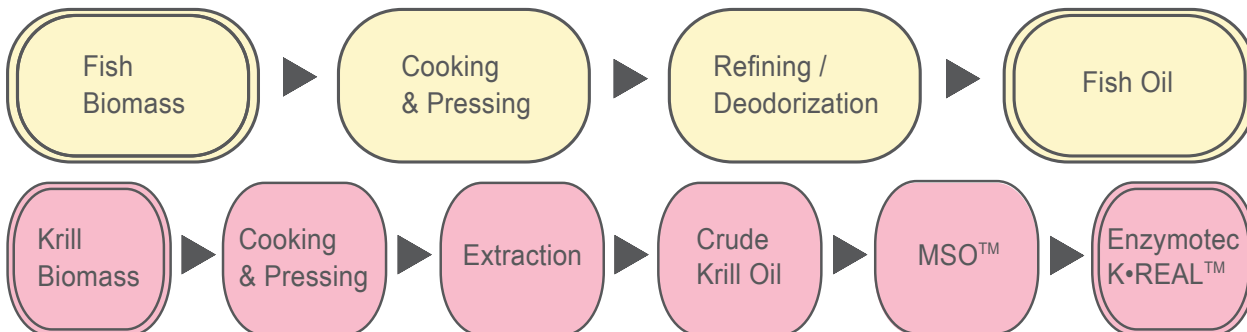 Fish
Biomass
Cooking
& Pressing
Refining /
Deodorization
Fish Oil
Krill
Biomass
Cooking
& Pressing
Extraction
Crude
Krill Oil
MSO™
Enzymotec
K•REAL™